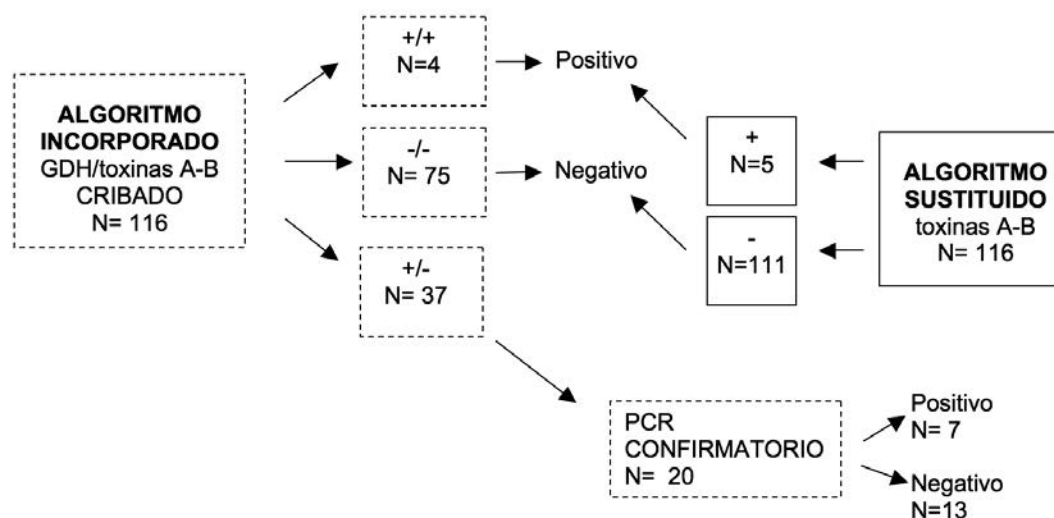 ALGORITMO
INCORPORADO
GDH/toxinas A-B
CRIBADO
N= 116
+/+
N=4
Positivo
-/-
N= 75
Negativo
+/-
N= 37
+
N=5
-
N=111
ALGORITMO
SUSTITUIDO
toxinas A-B
N= 116
PCR
CONFIRMATORIO
N=  20
Positivo
N= 7
Negativo
N=13